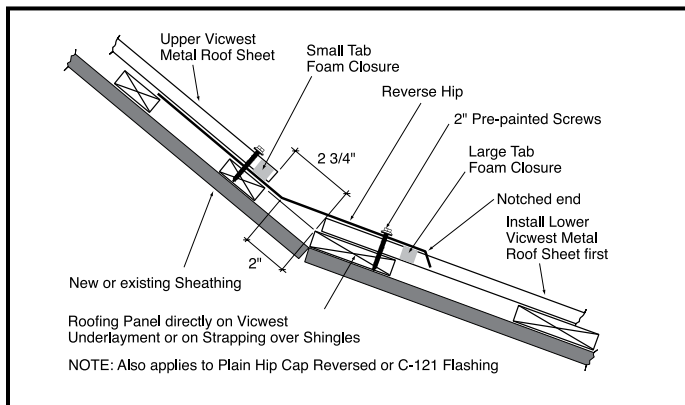 Upper Vicwest
Metal Roof Sheet
Small Tab
Foam Closure
Reverse Hip
2" Pre-painted Screws
2 3/4"
Large Tab
Foam Closure
Notched end
Install Lower
Vicwest Metal
Roof Sheet first
2"
New or existing Sheathing
Roofing Panel directly on Vicwest
Underlayment or on Strapping over Shingles
NOTE: Also applies to Plain Hip Cap Reversed or C-121 Flashing